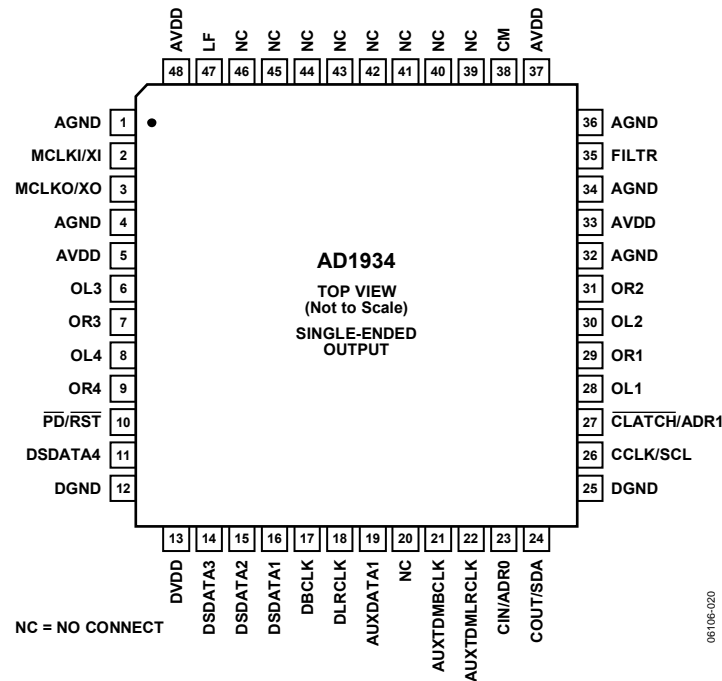 AVDD
LF
NC
NC
NC
NC
NC
NC
NC
NC
CM
AVDD
48 47 46 45 44 43 42 41 40 39 38 37
AGND 1
MCLKI/XI 2
MCLKO/XO 3
AGND 4
AVDD 5
OL3 6
OR3 7
OL4 8
OR4 9
PD/RST 10
DSDATA4 11
DGND 12
AD1934
TOP VIEW
(Not to Scale)
SINGLE-ENDED
OUTPUT
36 AGND
35 FILTR
34 AGND
33 AVDD
32 AGND
31 OR2
30 OL2
29 OR1
28 OL1
27 CLATCH/ADR1
26 CCLK/SCL
25 DGND
13 14 15 16 17 18 19 20 21 22 23 24
DVDD
DSDATA3
DSDATA2
DSDATA1
DBCLK
DLRCLK
AUXDATA1
NC
AUXTDMBCLK
AUXTDMLRCLK
CIN/ADR0
COUT/SDA
NC = NO CONNECT
06106-020